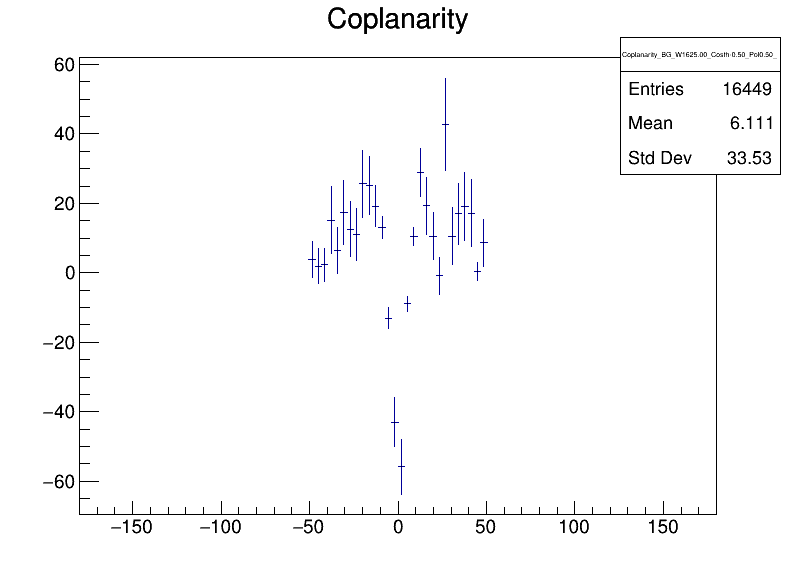 Coplanarity
Coplanarity_BG_W1625.00_Costh-0.50_Pol0.50_
Entries 16449
Mean 6.111
Std Dev 33.53
60
40
20
0
−20
−40
−60
−150 −100 −50 0 50 100 150